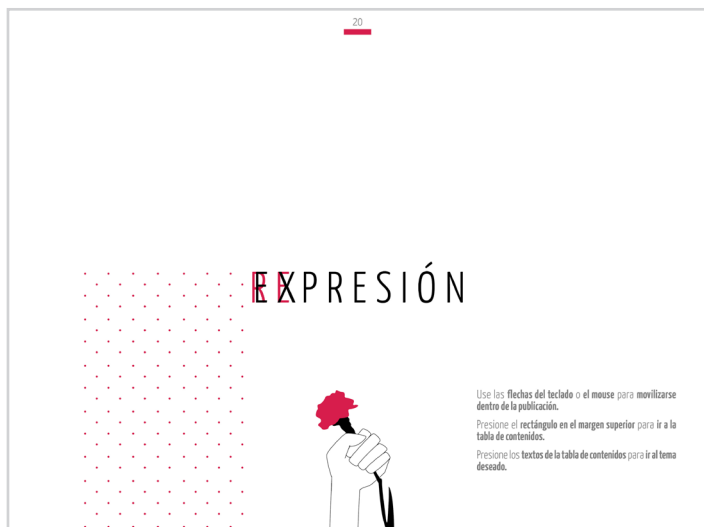 20
RE EXPRESIÓN
Use las flechas del teclado o el mouse para movilizarse
dentro de la publicación.
Presione el rectángulo en el margen superior para ir a la
tabla de contenidos.
Presione los textos de la tabla de contenidos para ir al tema
deseado.